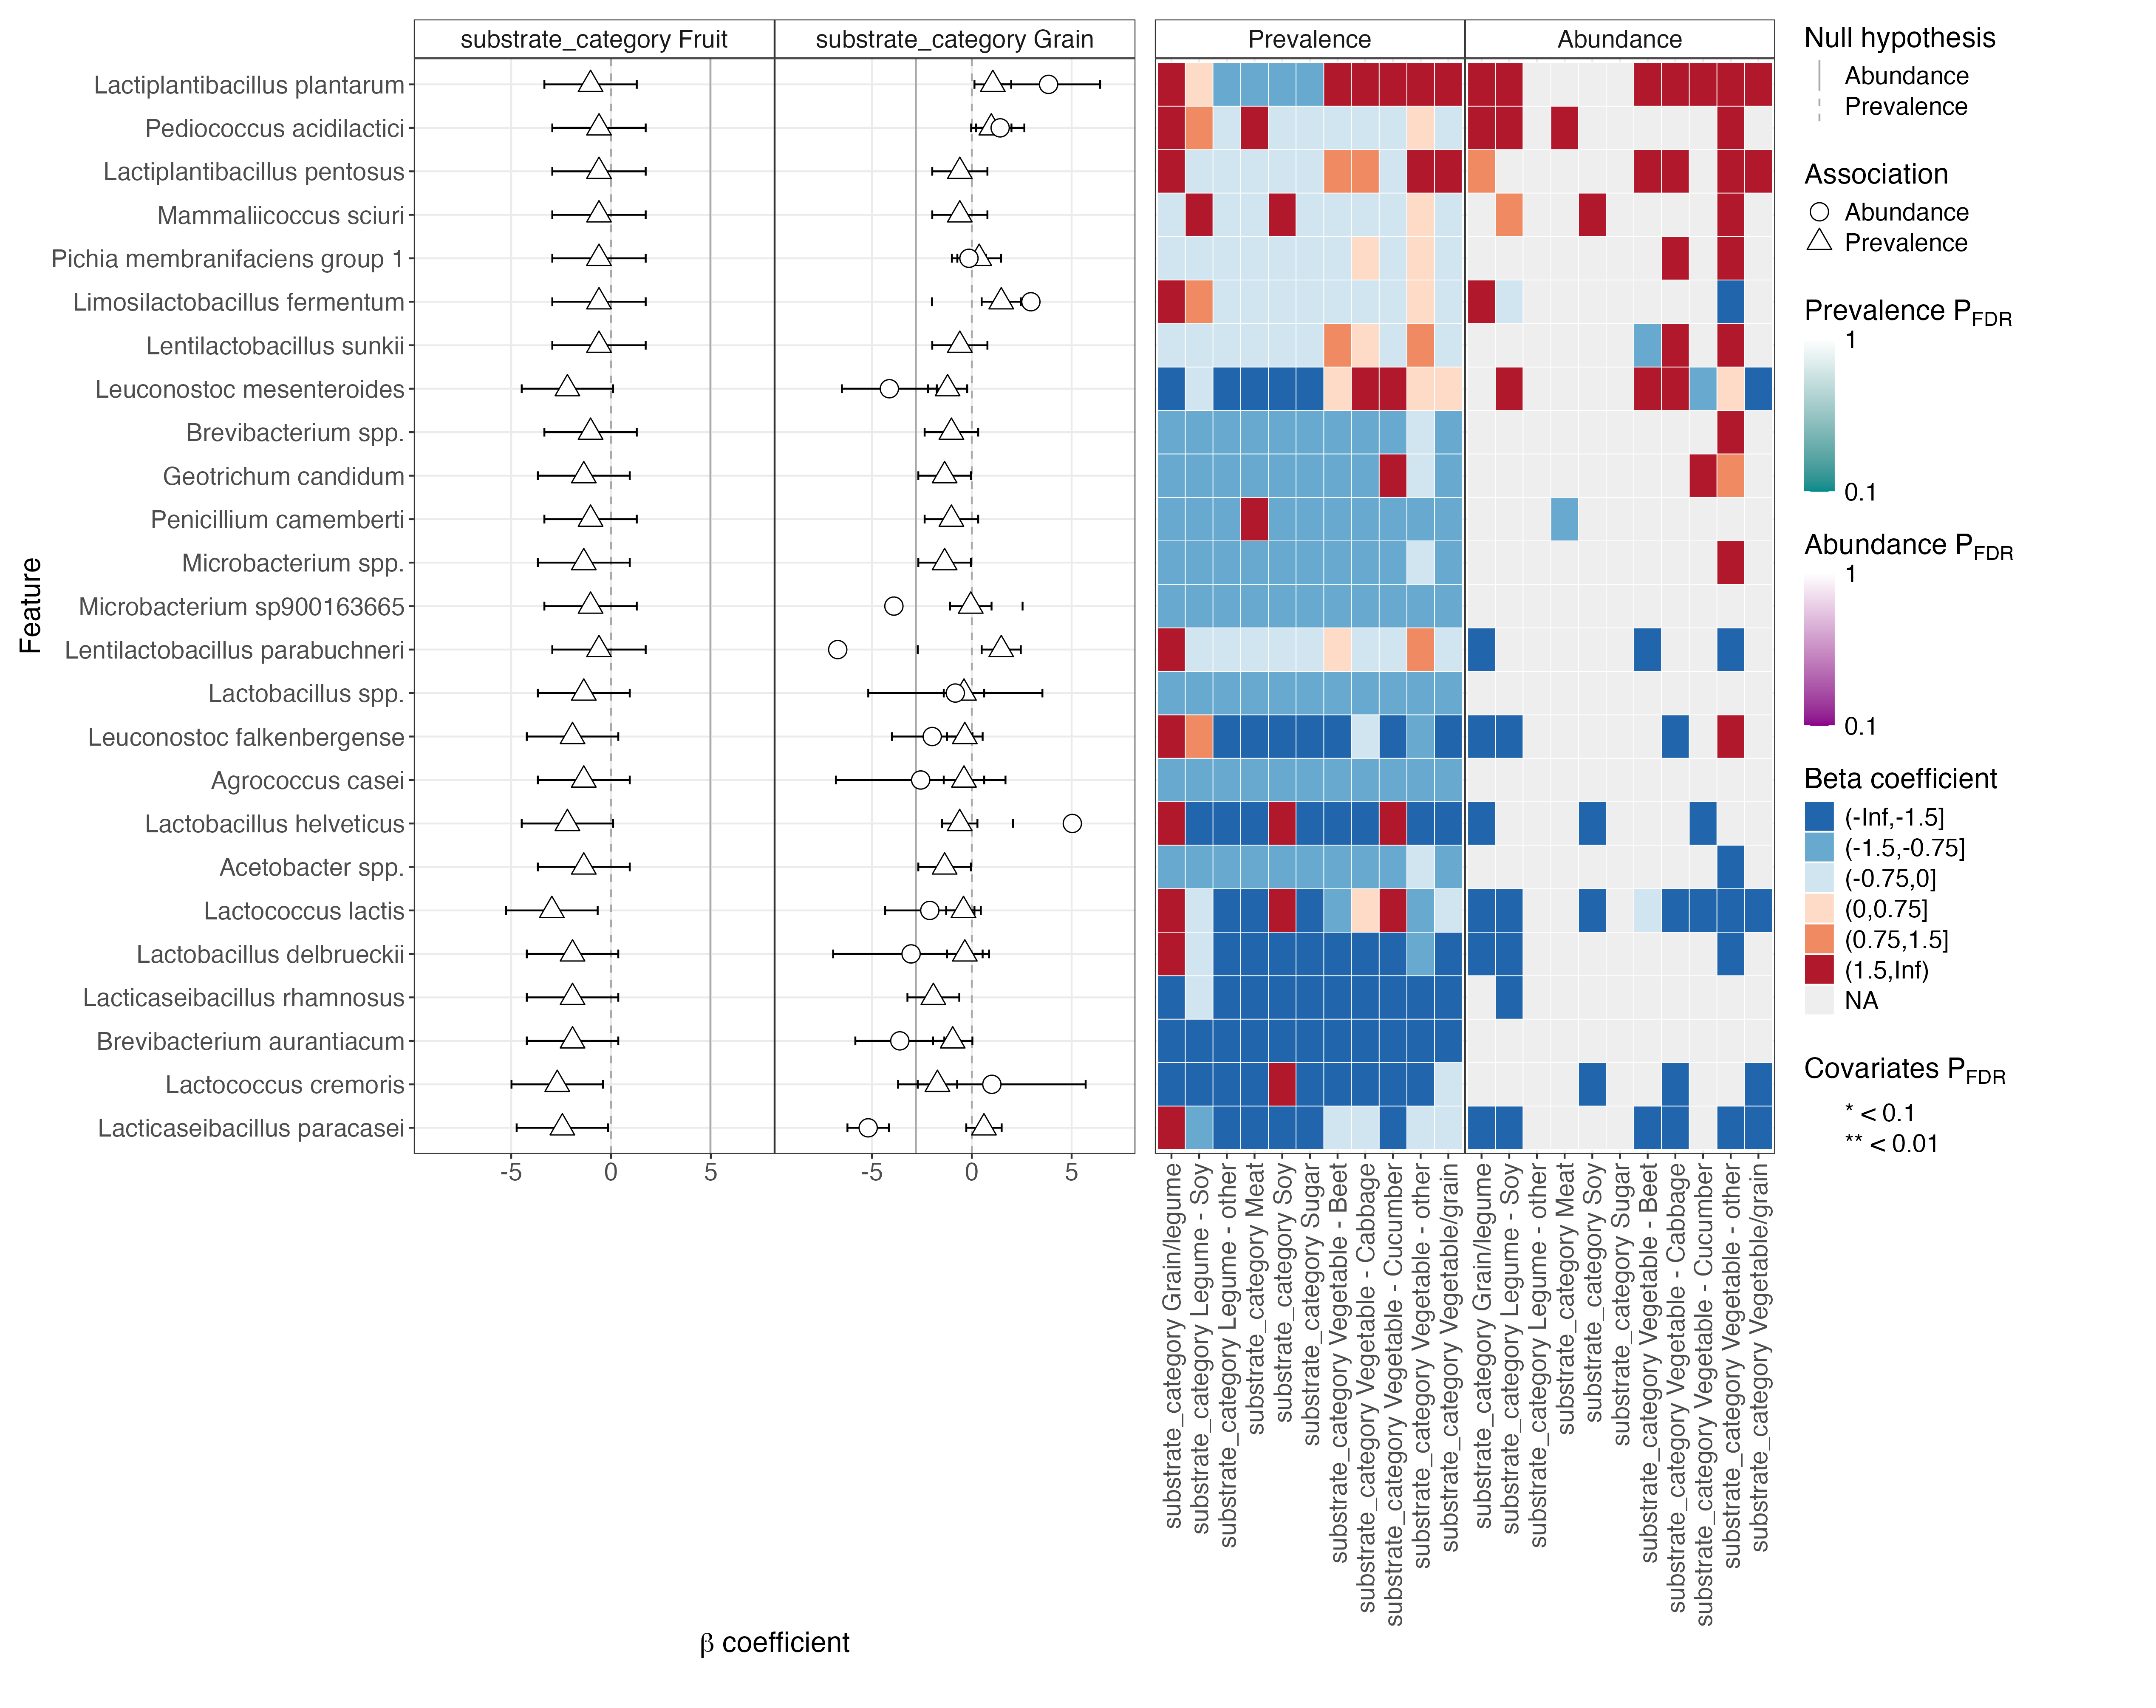 substrate_category Fruit
substrate_category Grain
Prevalence
Abundance
Feature
Lactiplantibacillus plantarum
Pediococcus acidilactici
Lactiplantibacillus pentosus
Mammaliicoccus sciuri
Pichia membranifaciens group 1
Limosilactobacillus fermentum
Lentilactobacillus sunkii
Leuconostoc mesenteroides
Brevibacterium spp.
Geotrichum candidum
Penicillium camemberti
Microbacterium spp.
Microbacterium sp900163665
Lentilactobacillus parabuchneri
Lactobacillus spp.
Leuconostoc falkenbergense
Agrococcus casei
Lactobacillus helveticus
Acetobacter spp.
Lactococcus lactis
Lactobacillus delbrueckii
Lacticaseibacillus rhamnosus
Brevibacterium aurantiacum
Lactococcus cremoris
Lacticaseibacillus paracasei
-5 0 5
-5 0 5
β coefficient
substrate_category Grain/legume
substrate_category Legume - Soy
substrate_category Legume - other
substrate_category Meat
substrate_category Soy
substrate_category Sugar
substrate_category Vegetable - Beet
substrate_category Vegetable - Cabbage
substrate_category Vegetable - Cucumber
substrate_category Vegetable - other
substrate_category Vegetable/grain
substrate_category Grain/legume
substrate_category Legume - Soy
substrate_category Legume - other
substrate_category Meat
substrate_category Soy
substrate_category Sugar
substrate_category Vegetable - Beet
substrate_category Vegetable - Cabbage
substrate_category Vegetable - Cucumber
substrate_category Vegetable - other
substrate_category Vegetable/grain
Null hypothesis
Abundance
Prevalence
Association
Abundance
Prevalence
Prevalence PFDR
1
0.1
Abundance PFDR
1
0.1
Beta coefficient
(-Inf,-1.5]
(-1.5,-0.75]
(-0.75,0]
(0,0.75]
(0.75,1.5]
(1.5,Inf)
NA
Covariates PFDR
* < 0.1
** < 0.01